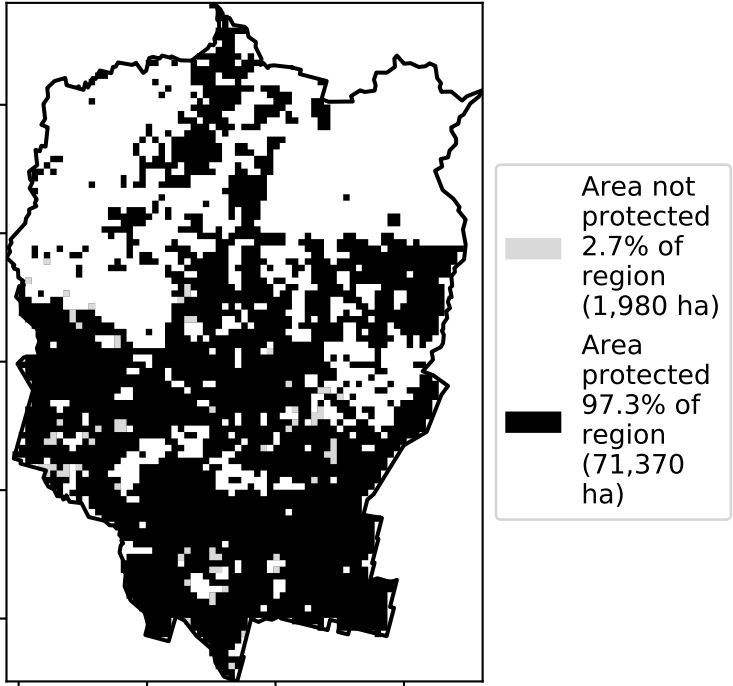 Area not
protected
2.7% of
region
(1,980 ha)
Area
protected
97.3% of
region
(71,370
ha)